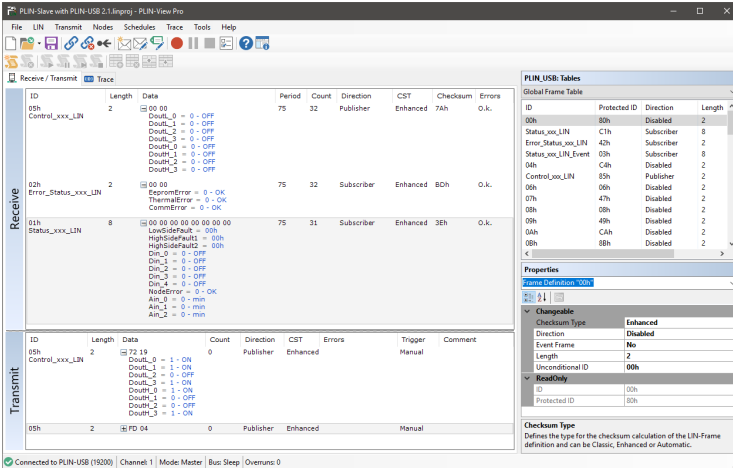 PLIN-Slave with PLIN-USB 2.1.linproj - PLIN-View Pro
File LIN Transmit Nodes Schedules Trace Tools Help
Receive / Transmit Trace
Receive
ID Length Data Period Count Direction CST Checksum Errors
05h 2 00 00 75 32 Publisher Enhanced 7Ah O.k.
Control_xxx_LIN DoutL_0 = 0 - OFF
DoutL_1 = 0 - OFF
DoutL_2 = 0 - OFF
DoutL_3 = 0 - OFF
DoutH_0 = 0 - OFF
DoutH_1 = 0 - OFF
DoutH_2 = 0 - OFF
DoutH_3 = 0 - OFF
02h 2 00 00 75 32 Subscriber Enhanced BDh O.k.
Error_Status_xxx_LIN EepromError = 0 - OK
ThermalError = 0 - OK
CommError = 0 - OK
01h 8 00 00 00 00 00 00 00 00 75 31 Subscriber Enhanced 3Eh O.k.
Status_xxx_LIN LowSideFault = 00h
HighSideFault1 = 00h
HighSideFault2 = 00h
Din_0 = 0 - OFF
Din_1 = 0 - OFF
Din_2 = 0 - OFF
Din_3 = 0 - OFF
Din_4 = 0 - OFF
NodeError = 0 - OK
Ain_0 = 0 - min
Ain_1 = 0 - min
Ain_2 = 0 - min
Transmit
ID Length Data Count Direction CST Errors Trigger Comment
05h 2 72 19 0 Publisher Enhanced Manual
Control_xxx_LIN DoutL_0 = 1 - ON
DoutL_1 = 1 - ON
DoutL_2 = 0 - OFF
DoutL_3 = 1 - ON
DoutH_0 = 1 - ON
DoutH_1 = 0 - OFF
DoutH_2 = 0 - OFF
DoutH_3 = 1 - ON
05h 2 FD 04 0 Publisher Enhanced Manual
PLIN_USB: Tables
Global Frame Table
ID Protected ID Direction Length
00h 80h Disabled 2
Status_xxx_LIN C1h Subscriber 8
Error_Status_xxx_LIN 42h Subscriber 2
Status_xxx_LIN_Event 03h Subscriber 8
04h C4h Disabled 2
Control_xxx_LIN 85h Publisher 2
06h 06h Disabled 2
07h 47h Disabled 2
08h 08h Disabled 2
09h 49h Disabled 2
0Ah CAh Disabled 2
0Bh 8Bh Disabled 2
Properties
Frame Definition "00h"
Changeable
Checksum Type Enhanced
Direction Disabled
Event Frame No
Length 2
Unconditional ID 00h
ReadOnly
ID 00h
Protected ID 80h
Checksum Type
Defines the type for the checksum calculation of the LIN-Frame
definition and can be Classic, Enhanced or Automatic.
Connected to PLIN-USB (19200) Channel: 1 Mode: Master Bus: Sleep Overruns: 0